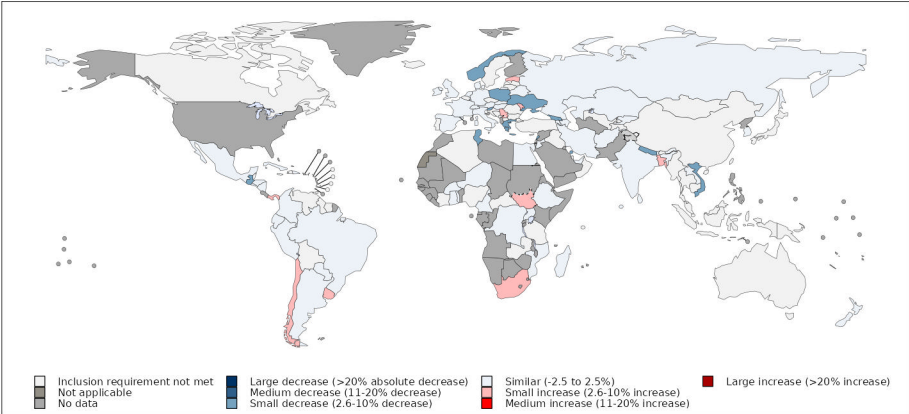 Inclusion requirement not met
Not applicable
No data
Large decrease (>20% absolute decrease)
Medium decrease (11-20% decrease)
Small decrease (2.6-10% decrease)
Similar (-2.5 to 2.5%)
Small increase (2.6-10% increase)
Medium increase (11-20% increase)
Large increase (>20% increase)